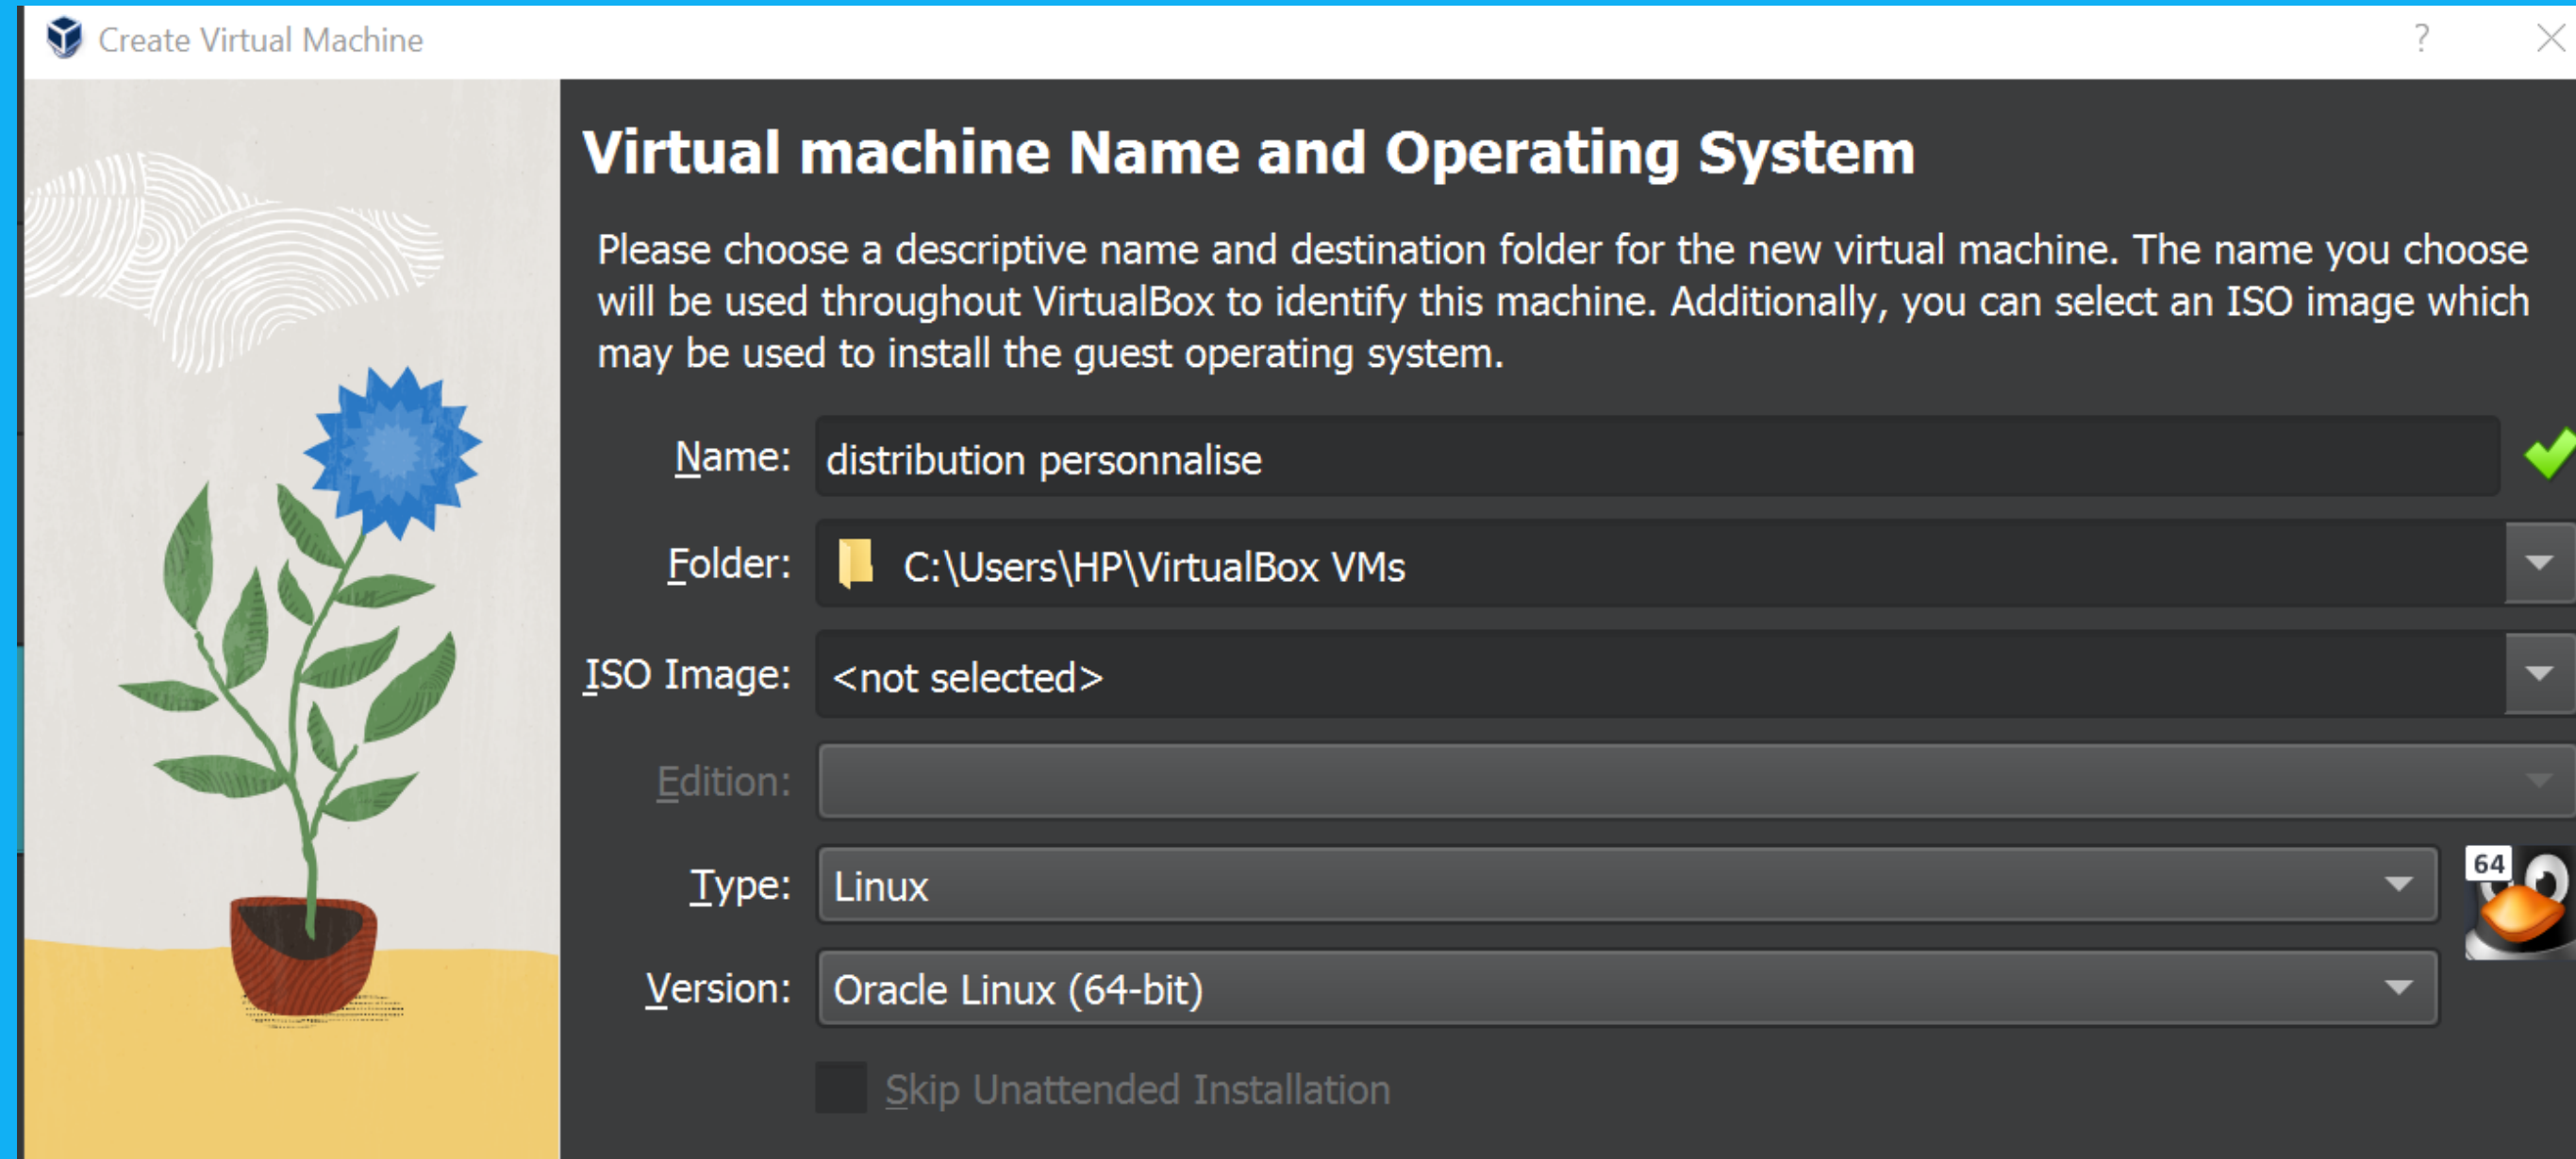 Create Virtual Machine
?
Virtual machine Name and Operating System
Please choose a descriptive name and destination folder for the new virtual machine. The name you choose
will be used throughout VirtualBox to identify this machine. Additionally, you can select an ISO image which
may be used to install the guest operating system.
Name: distribution personnalise
Folder: C:\Users\HP\VirtualBox VMs
ISO Image: <not selected>
Edition:
Type: Linux
64
Version: Oracle Linux (64-bit)
Skip Unattended Installation